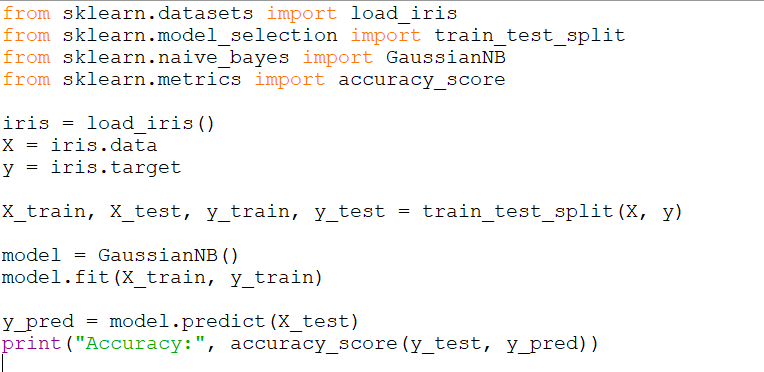 from sklearn.datasets import load_iris
from sklearn.model_selection import train_test_split
from sklearn.naive_bayes import GaussianNB
from sklearn.metrics import accuracy_score
iris = load_iris()
X = iris.data
y = iris.target
X_train, X_test, y_train, y_test = train_test_split(X, y)
model = GaussianNB()
model.fit(X_train, y_train)
y_pred = model.predict(X_test)
print("Accuracy:", accuracy_score(y_test, y_pred))